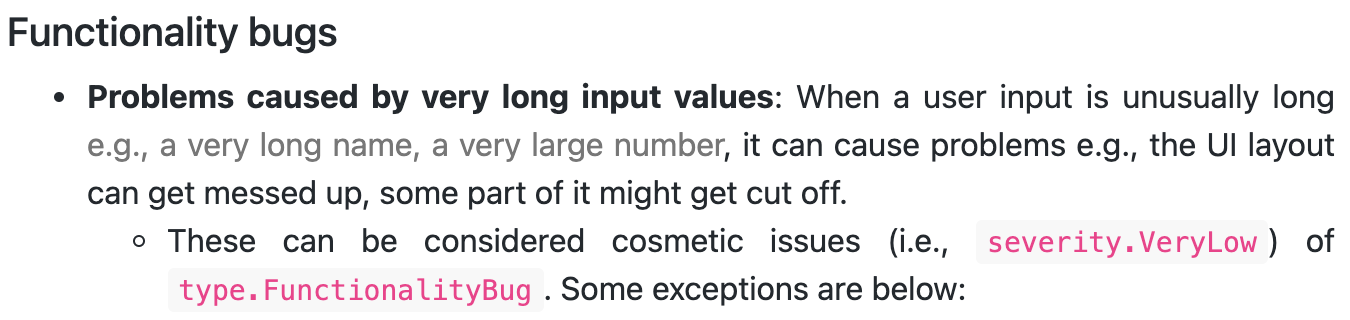 Functionality bugs
• Problems caused by very long input values: When a user input is unusually long
e.g., a very long name, a very large number, it can cause problems e.g., the UI layout
can get messed up, some part of it might get cut off.
◦ These can be considered cosmetic issues (i.e., severity.VeryLow) of
type.FunctionalityBug. Some exceptions are below: